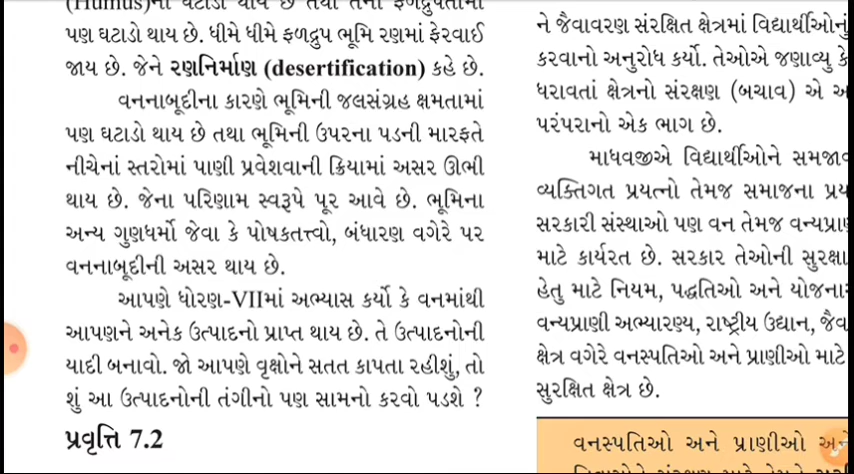 (Humus)ના ઘટાડો થાય છે તથા તેની ફળદ્રુપતામાં
પણ ઘટાડો થાય છે. ધીમે ધીમે ફળદ્રુપ ભૂમિ રણમાં ફેરવાઈ
જાય છે. જેને રણનિર્માણ (desertification) કહે છે.
વનનાબૂદીના કારણે ભૂમિની જલસંગ્રહ ક્ષમતામાં
પણ ઘટાડો થાય છે તથા ભૂમિની ઉપરના પડની મારફતે
નીચેનાં સ્તરોમાં પાણી પ્રવેશવાની ક્રિયામાં અસર ઊભી
થાય છે. જેના પરિણામ સ્વરૂપે પૂર આવે છે. ભૂમિના
અન્ય ગુણધર્મો જેવા કે પોષકતત્ત્વો, બંધારણ વગેરે પર
વનનાબૂદીની અસર થાય છે.
આપણે ધોરણ-VIIમાં અભ્યાસ કર્યો કે વનમાંથી
આપણને અનેક ઉત્પાદનો પ્રાપ્ત થાય છે. તે ઉત્પાદનોની
યાદી બનાવો. જો આપણે વૃક્ષોને સતત કાપતા રહીશું, તો
શું આ ઉત્પાદનોની તંગીનો પણ સામનો કરવો પડશે ?
પ્રવૃત્તિ 7.2
ને જૈવાવરણ સંરક્ષિત ક્ષેત્રમાં વિદ્યાર્થીઓનું
કરવાનો અનુરોધ કર્યો. તેઓએ જણાવ્યુ કે
ધરાવતાં ક્ષેત્રનો સંરક્ષણ (બચાવ) એ
પરંપરાનો એક ભાગ છે.
માધવજીએ વિદ્યાર્થીઓને
વ્યક્તિગત પ્રયત્નો તેમજ સમાજના
સરકારી સંસ્થાઓ પણ વન તેમજ
માટે કાર્યરત છે. સરકાર તેઓની સુરક્ષા
હેતુ માટે નિયમ, પદ્ધતિઓ અને
વન્યપ્રાણી અભ્યારણ્ય, રાષ્ટ્રીય ઉદ્યાન,
ક્ષેત્ર વગેરે વનસ્પતિઓ અને પ્રાણીઓ માટે
સુરક્ષિત ક્ષેત્ર છે.
વનસ્પતિઓ અને પ્રાણીઓ